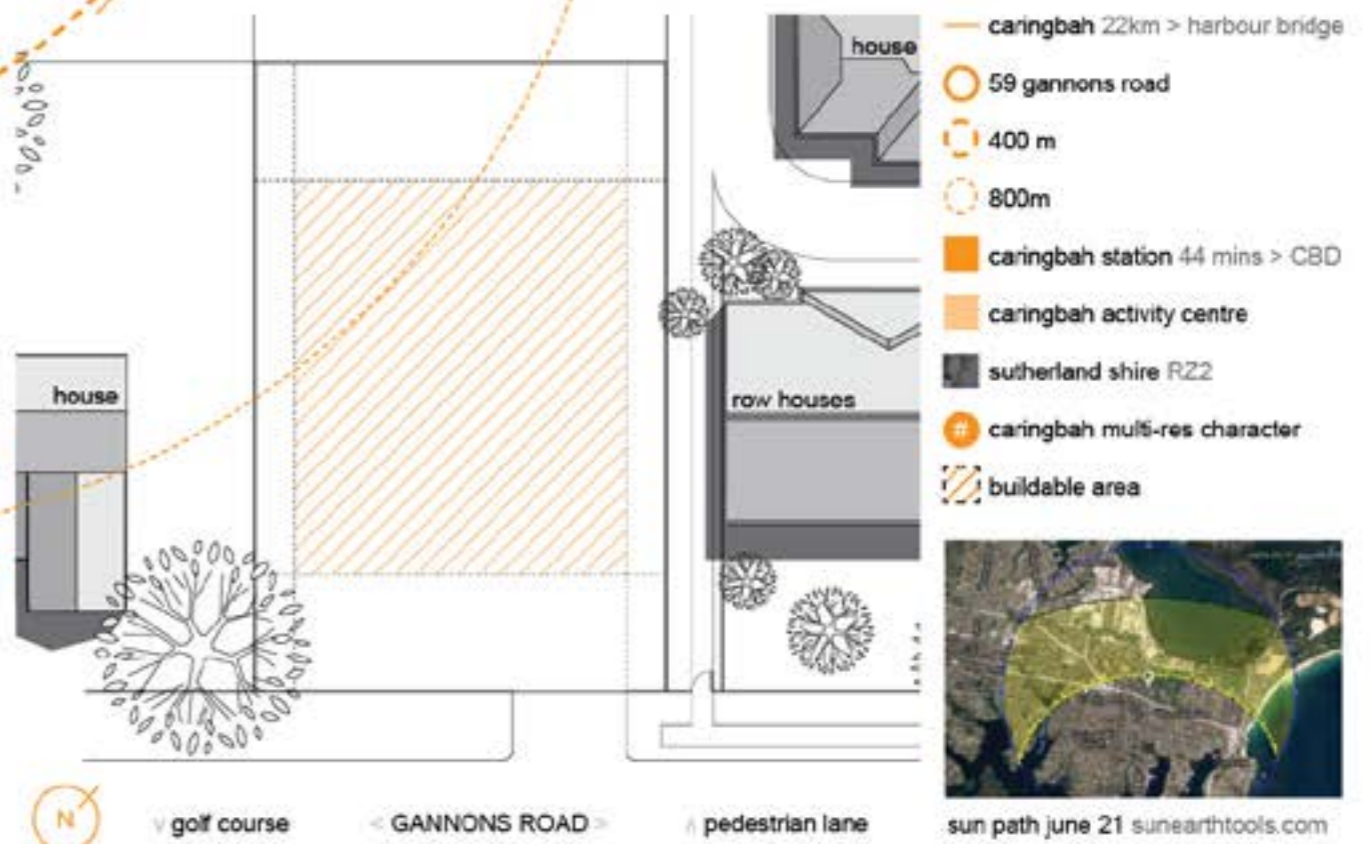 house
house
row houses
N
v golf course
< GANNONS ROAD >
^ pedestrian lane
caringbah 22km > harbour bridge
59 gannons road
400 m
800m
caringbah station 44 mins > CBD
caringbah activity centre
sutherland shire RZ2
# caringbah multi-res character
buildable area
sun path june 21 sunearthtools.com